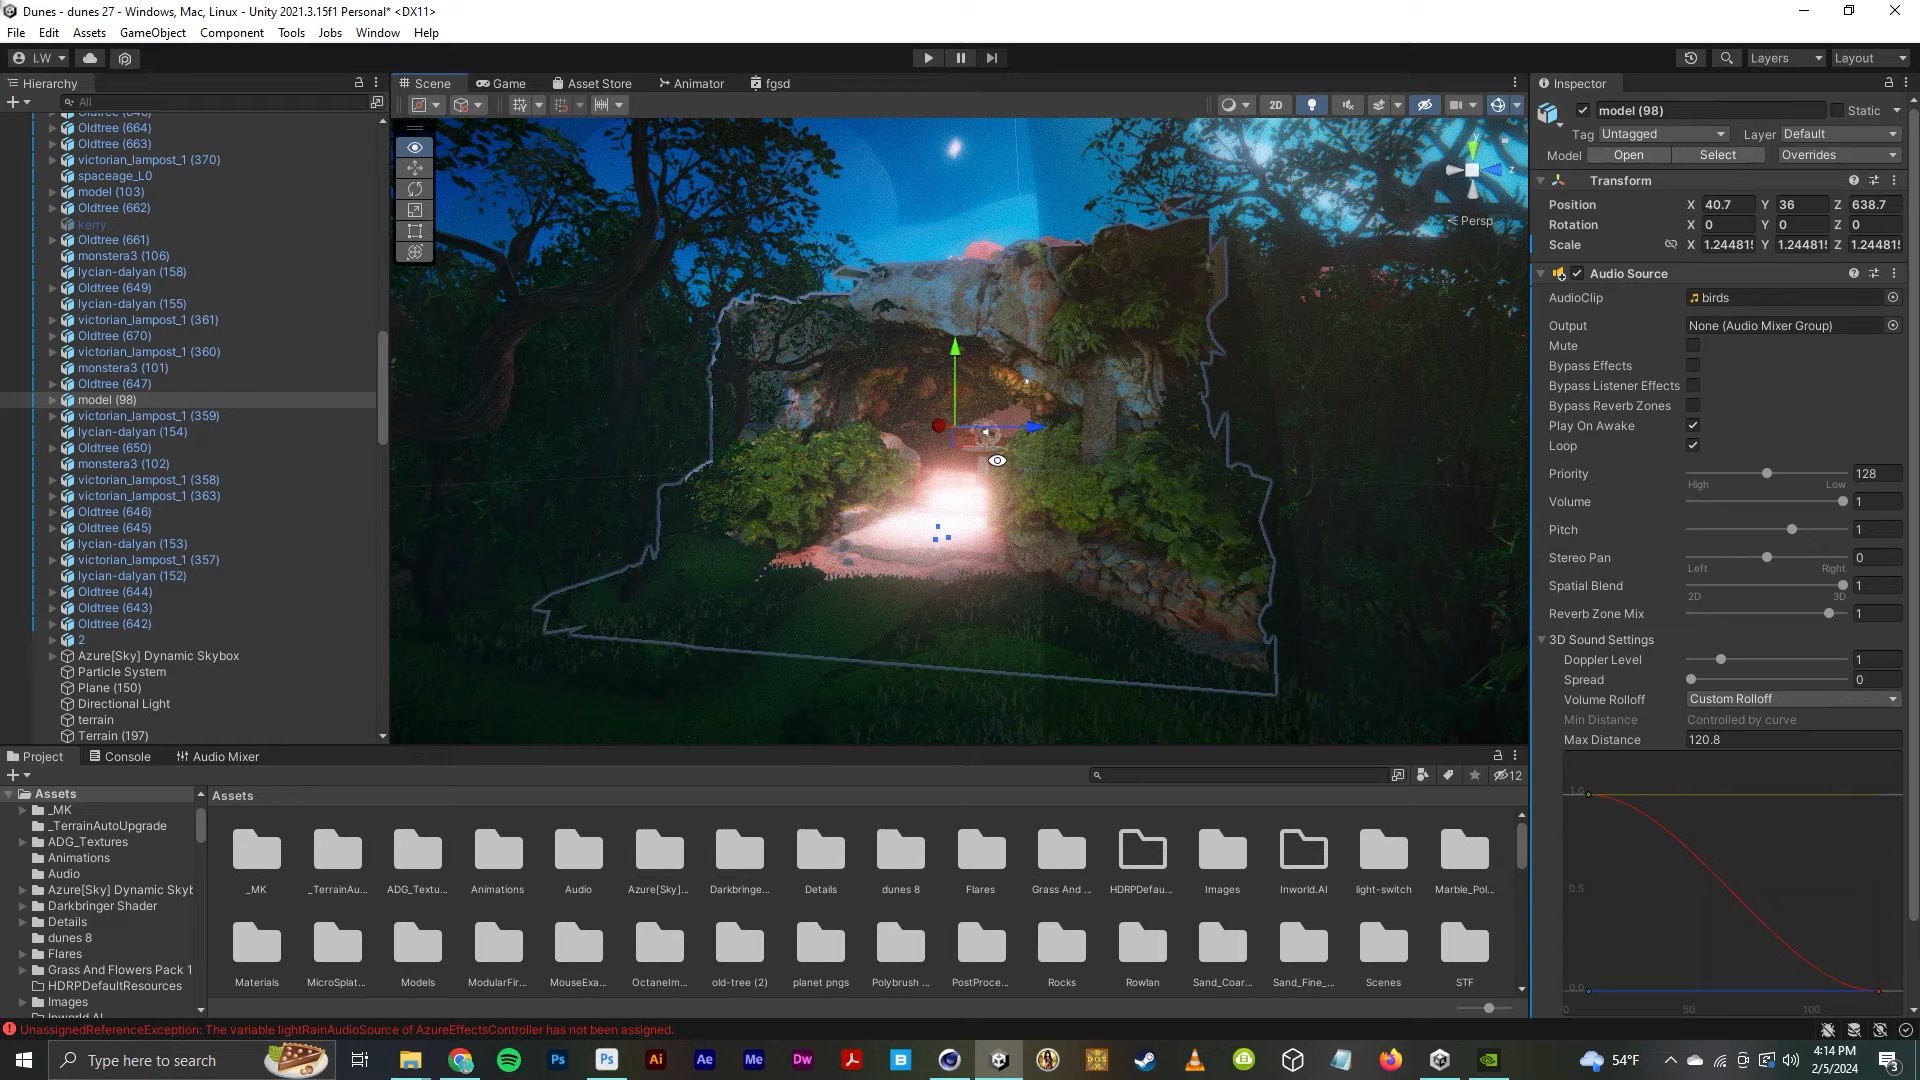 Dunes - dunes 27 - Windows, Mac, Linux - Unity 2021.3.15f1 Personal* <DX11>
File Edit Assets GameObject Component Tools Jobs Window Help
LW Layers Layout
Hierarchy
All
Oldtree (664)
Oldtree (663)
victorian_lampost_1 (370)
spaceage_L0
model (103)
Oldtree (662)
kerry
Oldtree (661)
monstera3 (106)
lycian-dalyan (158)
Oldtree (649)
lycian-dalyan (155)
victorian_lampost_1 (361)
Oldtree (670)
victorian_lampost_1 (360)
monstera3 (101)
Oldtree (647)
model (98)
victorian_lampost_1 (359)
lycian-dalyan (154)
Oldtree (650)
monstera3 (102)
victorian_lampost_1 (358)
victorian_lampost_1 (363)
Oldtree (646)
Oldtree (645)
lycian-dalyan (153)
victorian_lampost_1 (357)
lycian-dalyan (152)
Oldtree (644)
Oldtree (643)
Oldtree (642)
2
Azure[Sky] Dynamic Skybox
Particle System
Plane (150)
Directional Light
terrain
Terrain (197)
Scene Game Asset Store Animator fgsd
2D
y
z
Persp
Inspector
model (98) Static
Tag Untagged Layer Default
Model Open Select Overrides
Transform
Position X 40.7 Y 36 Z 638.7
Rotation X 0 Y 0 Z 0
Scale X 1.244815 Y 1.244815 Z 1.244815
Audio Source
AudioClip birds
Output None (Audio Mixer Group)
Mute
Bypass Effects
Bypass Listener Effects
Bypass Reverb Zones
Play On Awake
Loop
Priority 128
High Low
Volume 1
Pitch 1
Stereo Pan 0
Left Right
Spatial Blend 1
2D 3D
Reverb Zone Mix 1
3D Sound Settings
Doppler Level 1
Spread 0
Volume Rolloff Custom Rolloff
Min Distance Controlled by curve
Max Distance 120.8
1.0
0.5
0.0
0 50 100
Project Console Audio Mixer
12
Assets
_MK
_TerrainAutoUpgrade
ADG_Textures
Animations
Audio
Azure[Sky] Dynamic Skyb
Darkbringer Shader
Details
dunes 8
Flares
Grass And Flowers Pack 1
HDRPDefaultResources
Images
Inworld.AI
Assets
_MK _TerrainAu... ADG_Textu... Animations Audio Azure[Sky]... Darkbringe... Details dunes 8 Flares Grass And ... HDRPDefau... Images Inworld.AI light-switch Marble_Pol...
Materials MicroSplat... Models ModularFir... MouseExa... OctaneIm... old-tree (2) planet pngs Polybrush ... PostProce... Rocks Rowlan Sand_Coar... Sand_Fine_... Scenes STF
UnassignedReferenceException: The variable lightRainAudioSource of AzureEffectsController has not been assigned.
Type here to search
Ps Ps Ai Ae Me Dw
54°F
4:14 PM
2/5/2024
3